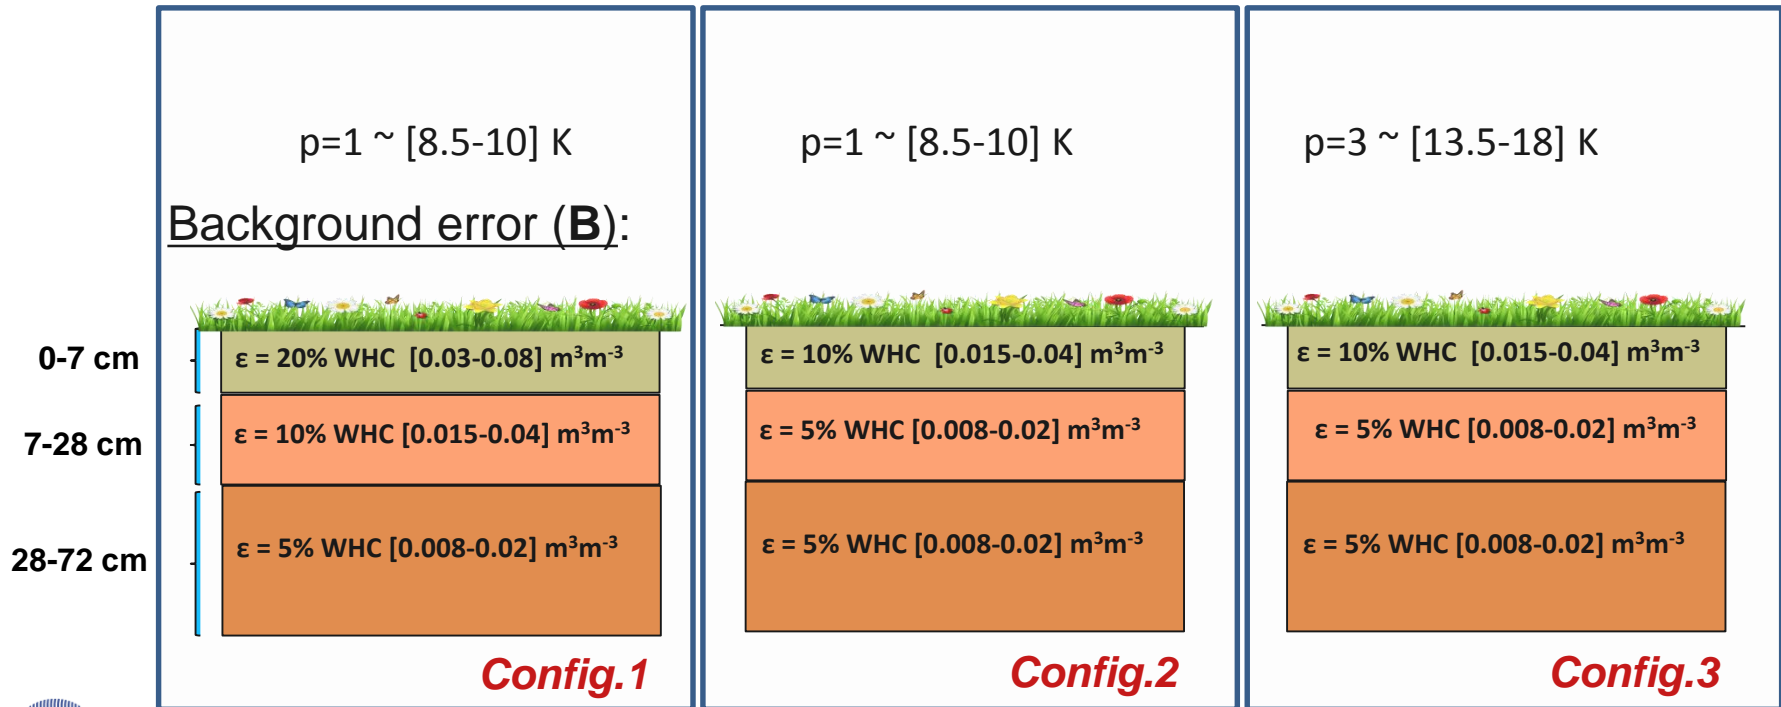 p=1 ~ [8.5-10] K
p=1 ~ [8.5-10] K
p=3 ~ [13.5-18] K
Background error (B):
0-7 cm
ε = 20% WHC [0.03-0.08] m³m⁻³
ε = 10% WHC [0.015-0.04] m³m⁻³
ε = 10% WHC [0.015-0.04] m³m⁻³
7-28 cm
ε = 10% WHC [0.015-0.04] m³m⁻³
ε = 5% WHC [0.008-0.02] m³m⁻³
ε = 5% WHC [0.008-0.02] m³m⁻³
28-72 cm
ε = 5% WHC [0.008-0.02] m³m⁻³
ε = 5% WHC [0.008-0.02] m³m⁻³
ε = 5% WHC [0.008-0.02] m³m⁻³
Config.1
Config.2
Config.3